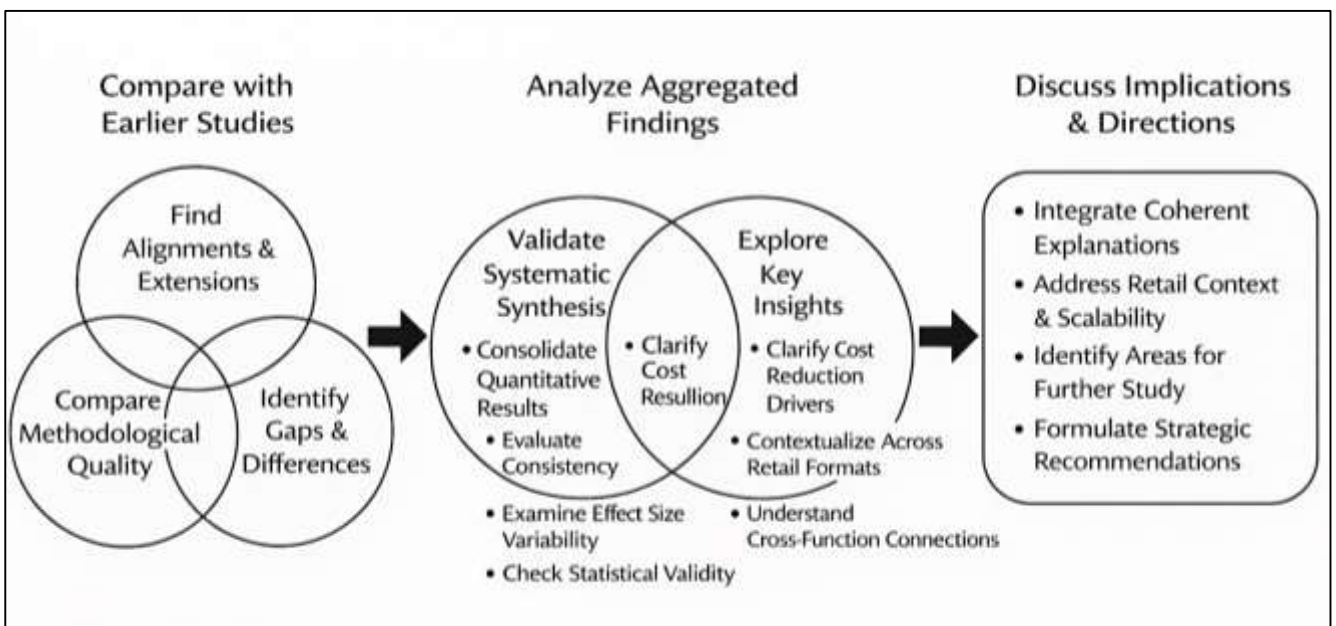 Compare with
Earlier Studies
Find
Alignments &
Extensions
Compare
Methodological
Quality
Identify
Gaps &
Differences
Analyze Aggregated
Findings
Validate
Systematic
Synthesis
• Consolidate
Quantitative
Results
• Evaluate
Consistency
• Examine Effect Size
Variability
• Check Statistical Validity
• Clarify
Cost
Resullion
Explore
Key
Insights
• Clarify Cost
Reduction
Drivers
• Contextualize Across
Retail Formats
• Understand
Cross-Function Connections
Discuss Implications
& Directions
• Integrate Coherent
Explanations
• Address Retail Context
& Scalability
• Identify Areas for
Further Study
• Formulate Strategic
Recommendations